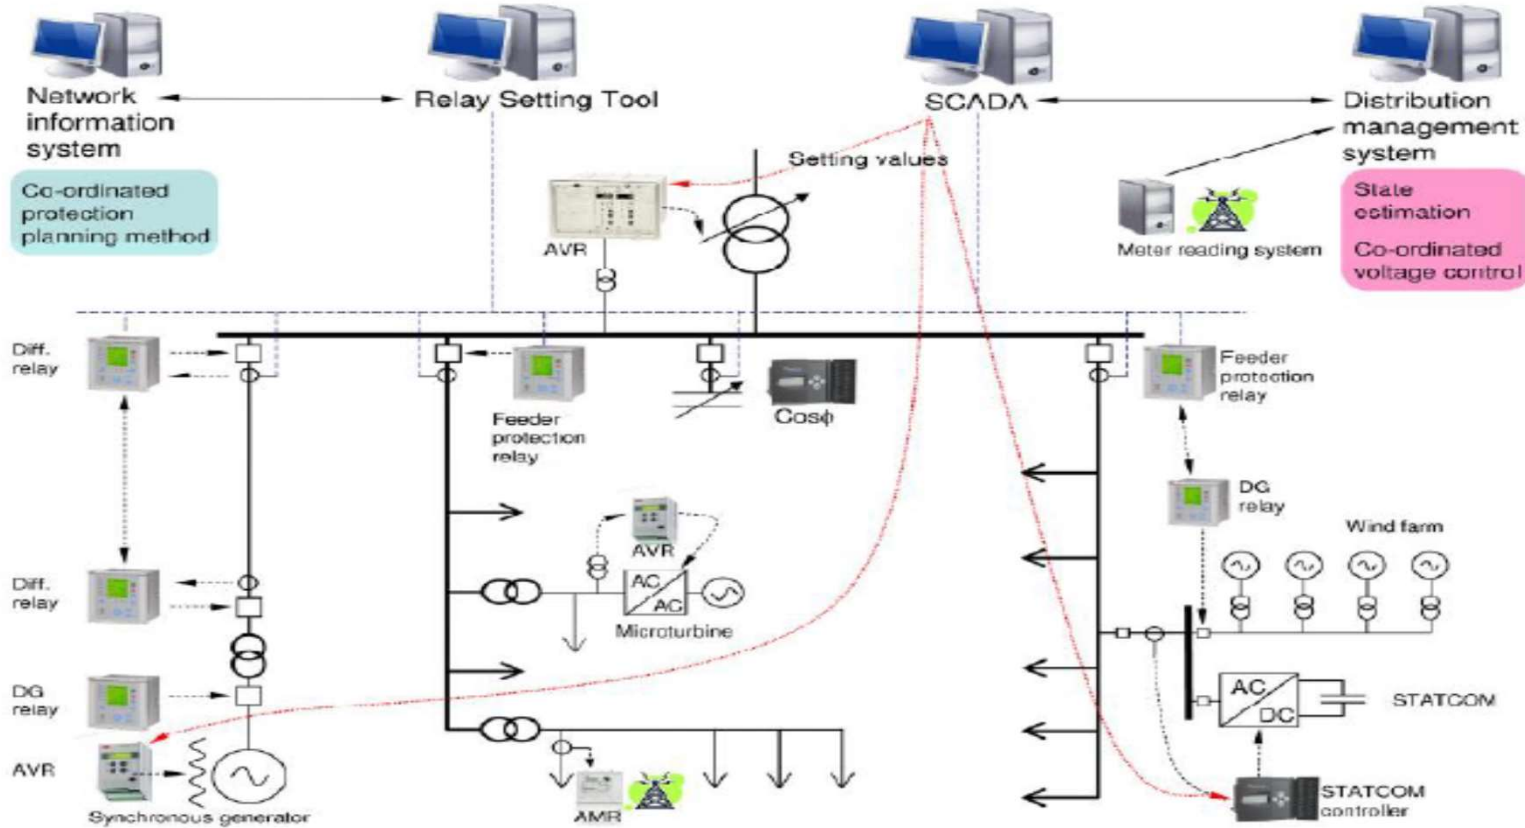 Network
information
system
Relay Setting Tool
SCADA
Distribution
management
system
Co-ordinated
protection
planning method
Setting values
AVR
Meter reading system
State
estimation
Co-ordinated
voltage control
Diff.
relay
Feeder
protection
relay
Cosϕ
Feeder
protection
relay
DG
relay
Wind farm
AVR
AC
AC
Microturbine
Diff.
relay
DG
relay
AVR
Synchronous generator
AMR
AC
DC
STATCOM
STATCOM
controller